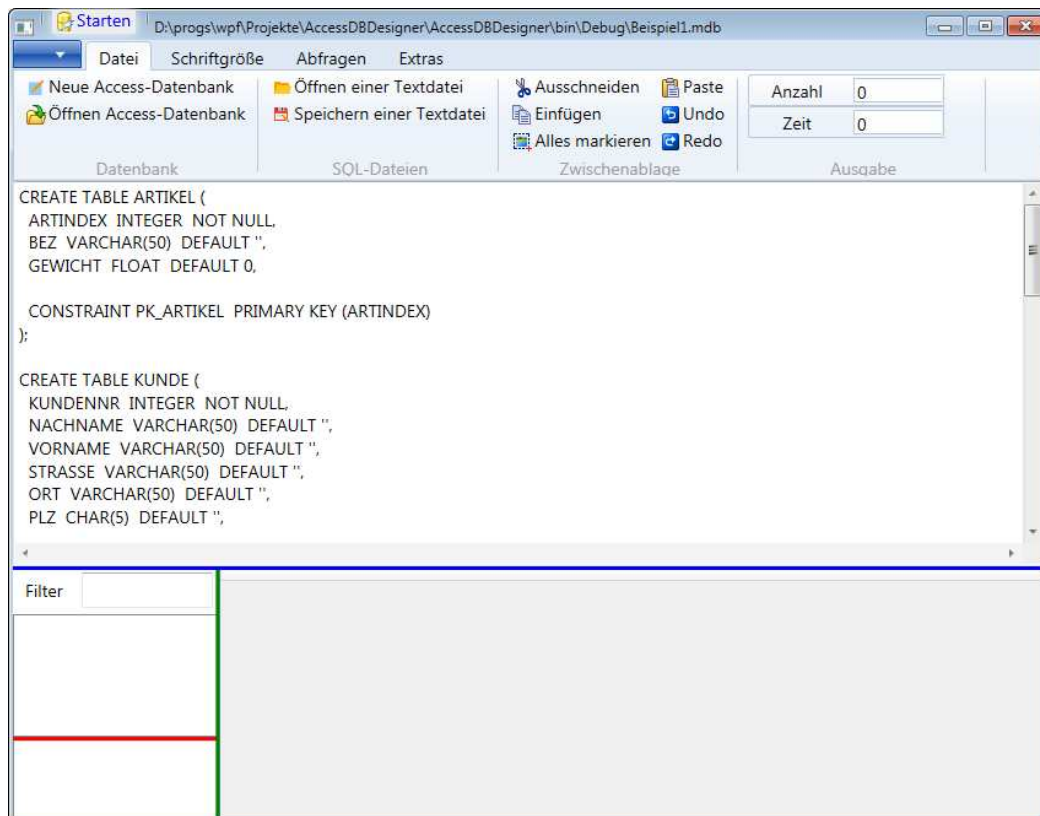 Starten D:\progs\wpf\Projekte\AccessDBDesigner\AccessDBDesigner\bin\Debug\Beispiel1.mdb
Datei Schriftgröße Abfragen Extras
Neue Access-Datenbank Öffnen einer Textdatei Ausschneiden Paste Anzahl 0
Öffnen Access-Datenbank Speichern einer Textdatei Einfügen Undo Zeit 0
Alles markieren Redo
Datenbank SQL-Dateien Zwischenablage Ausgabe
CREATE TABLE ARTIKEL (
ARTINDEX INTEGER NOT NULL,
BEZ VARCHAR(50) DEFAULT '',
GEWICHT FLOAT DEFAULT 0,
CONSTRAINT PK_ARTIKEL PRIMARY KEY (ARTINDEX)
);
CREATE TABLE KUNDE (
KUNDENNR INTEGER NOT NULL,
NACHNAME VARCHAR(50) DEFAULT '',
VORNAME VARCHAR(50) DEFAULT '',
STRASSE VARCHAR(50) DEFAULT '',
ORT VARCHAR(50) DEFAULT '',
PLZ CHAR(5) DEFAULT '',
Filter